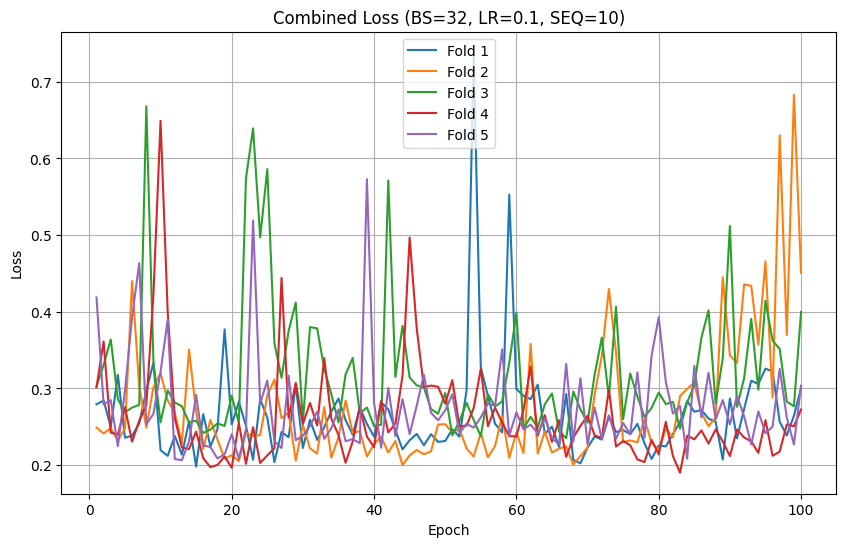 Combined Loss (BS=32, LR=0.1, SEQ=10)
Fold 1
Fold 2
Fold 3
Fold 4
Fold 5
Loss
0.7
0.6
0.5
0.4
0.3
0.2
0
20
40
60
80
100
Epoch